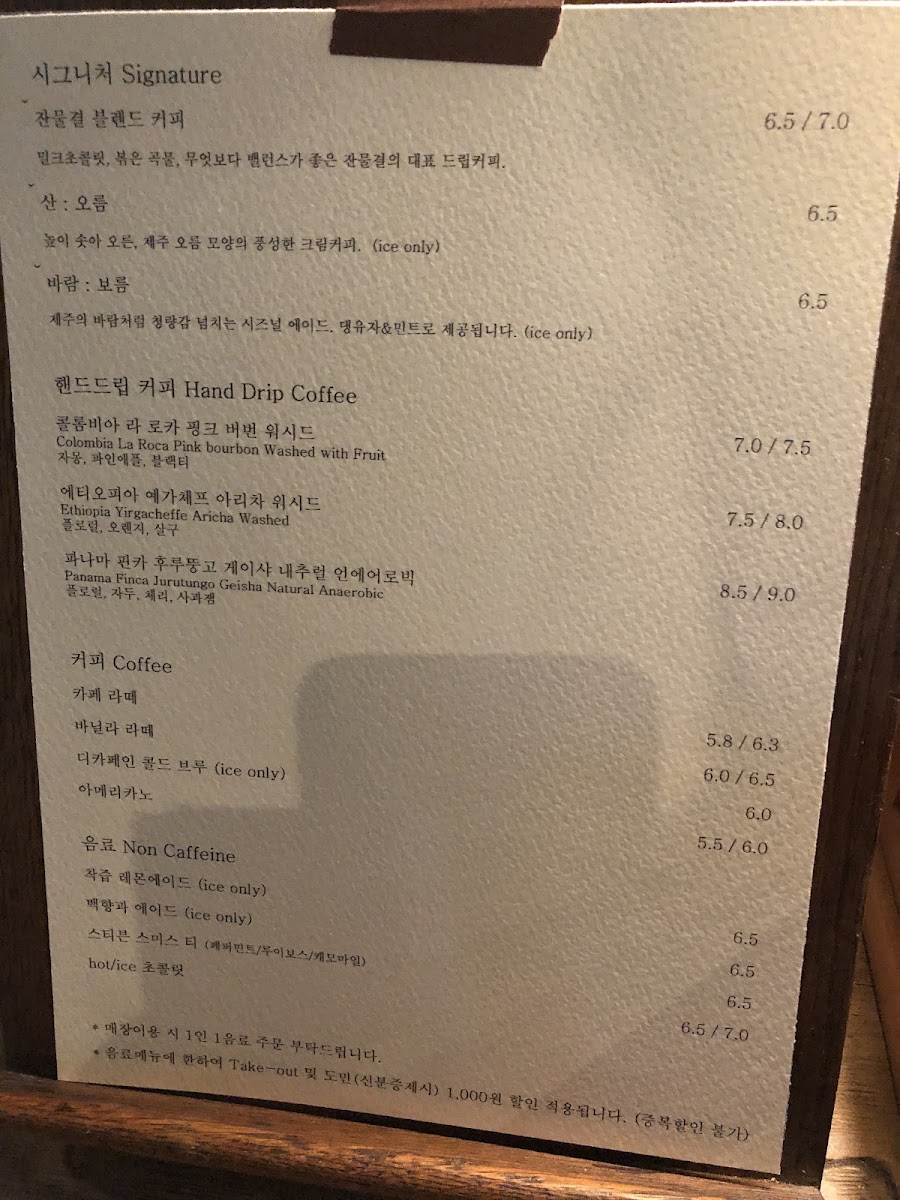 시그니처 Signature
잔물결 블렌드 커피 6.5 / 7.0
밀크초콜릿, 볶은 곡물, 무엇보다 밸런스가 좋은 잔물결의 대표 드립커피.
산 : 오름 6.5
높이 솟아 오른, 제주 오름 모양의 풍성한 크림커피. (ice only)
바람 : 보름 6.5
제주의 바람처럼 청량감 넘치는 시즈널 에이드. 댕유자&민트로 제공됩니다. (ice only)
핸드드립 커피 Hand Drip Coffee
콜롬비아 라 로카 핑크 버번 워시드
Colombia La Roca Pink bourbon Washed with Fruit 7.0 / 7.5
자몽, 파인애플, 블랙티
에티오피아 예가체프 아리차 워시드
Ethiopia Yirgacheffe Aricha Washed 7.5 / 8.0
플로럴, 오렌지, 살구
파나마 핀카 후루뚱고 게이샤 내추럴 언에어로빅
Panama Finca Jurutungo Geisha Natural Anaerobic 8.5 / 9.0
플로럴, 자두, 체리, 사과잼
커피 Coffee
카페 라떼 5.8 / 6.3
바닐라 라떼 6.0 / 6.5
디카페인 콜드 브루 (ice only) 6.0
아메리카노 5.5 / 6.0
음료 Non Caffeine
착즙 레몬에이드 (ice only) 6.5
백향과 에이드 (ice only) 6.5
스티븐 스미스 티 (페퍼민트/루이보스/캐모마일) 6.5
hot/ice 초콜릿 6.5 / 7.0
* 매장이용 시 1인 1음료 주문 부탁드립니다.
* 음료메뉴에 한하여 Take-out 및 도민(신분증제시) 1,000원 할인 적용됩니다. (중복할인 불가)